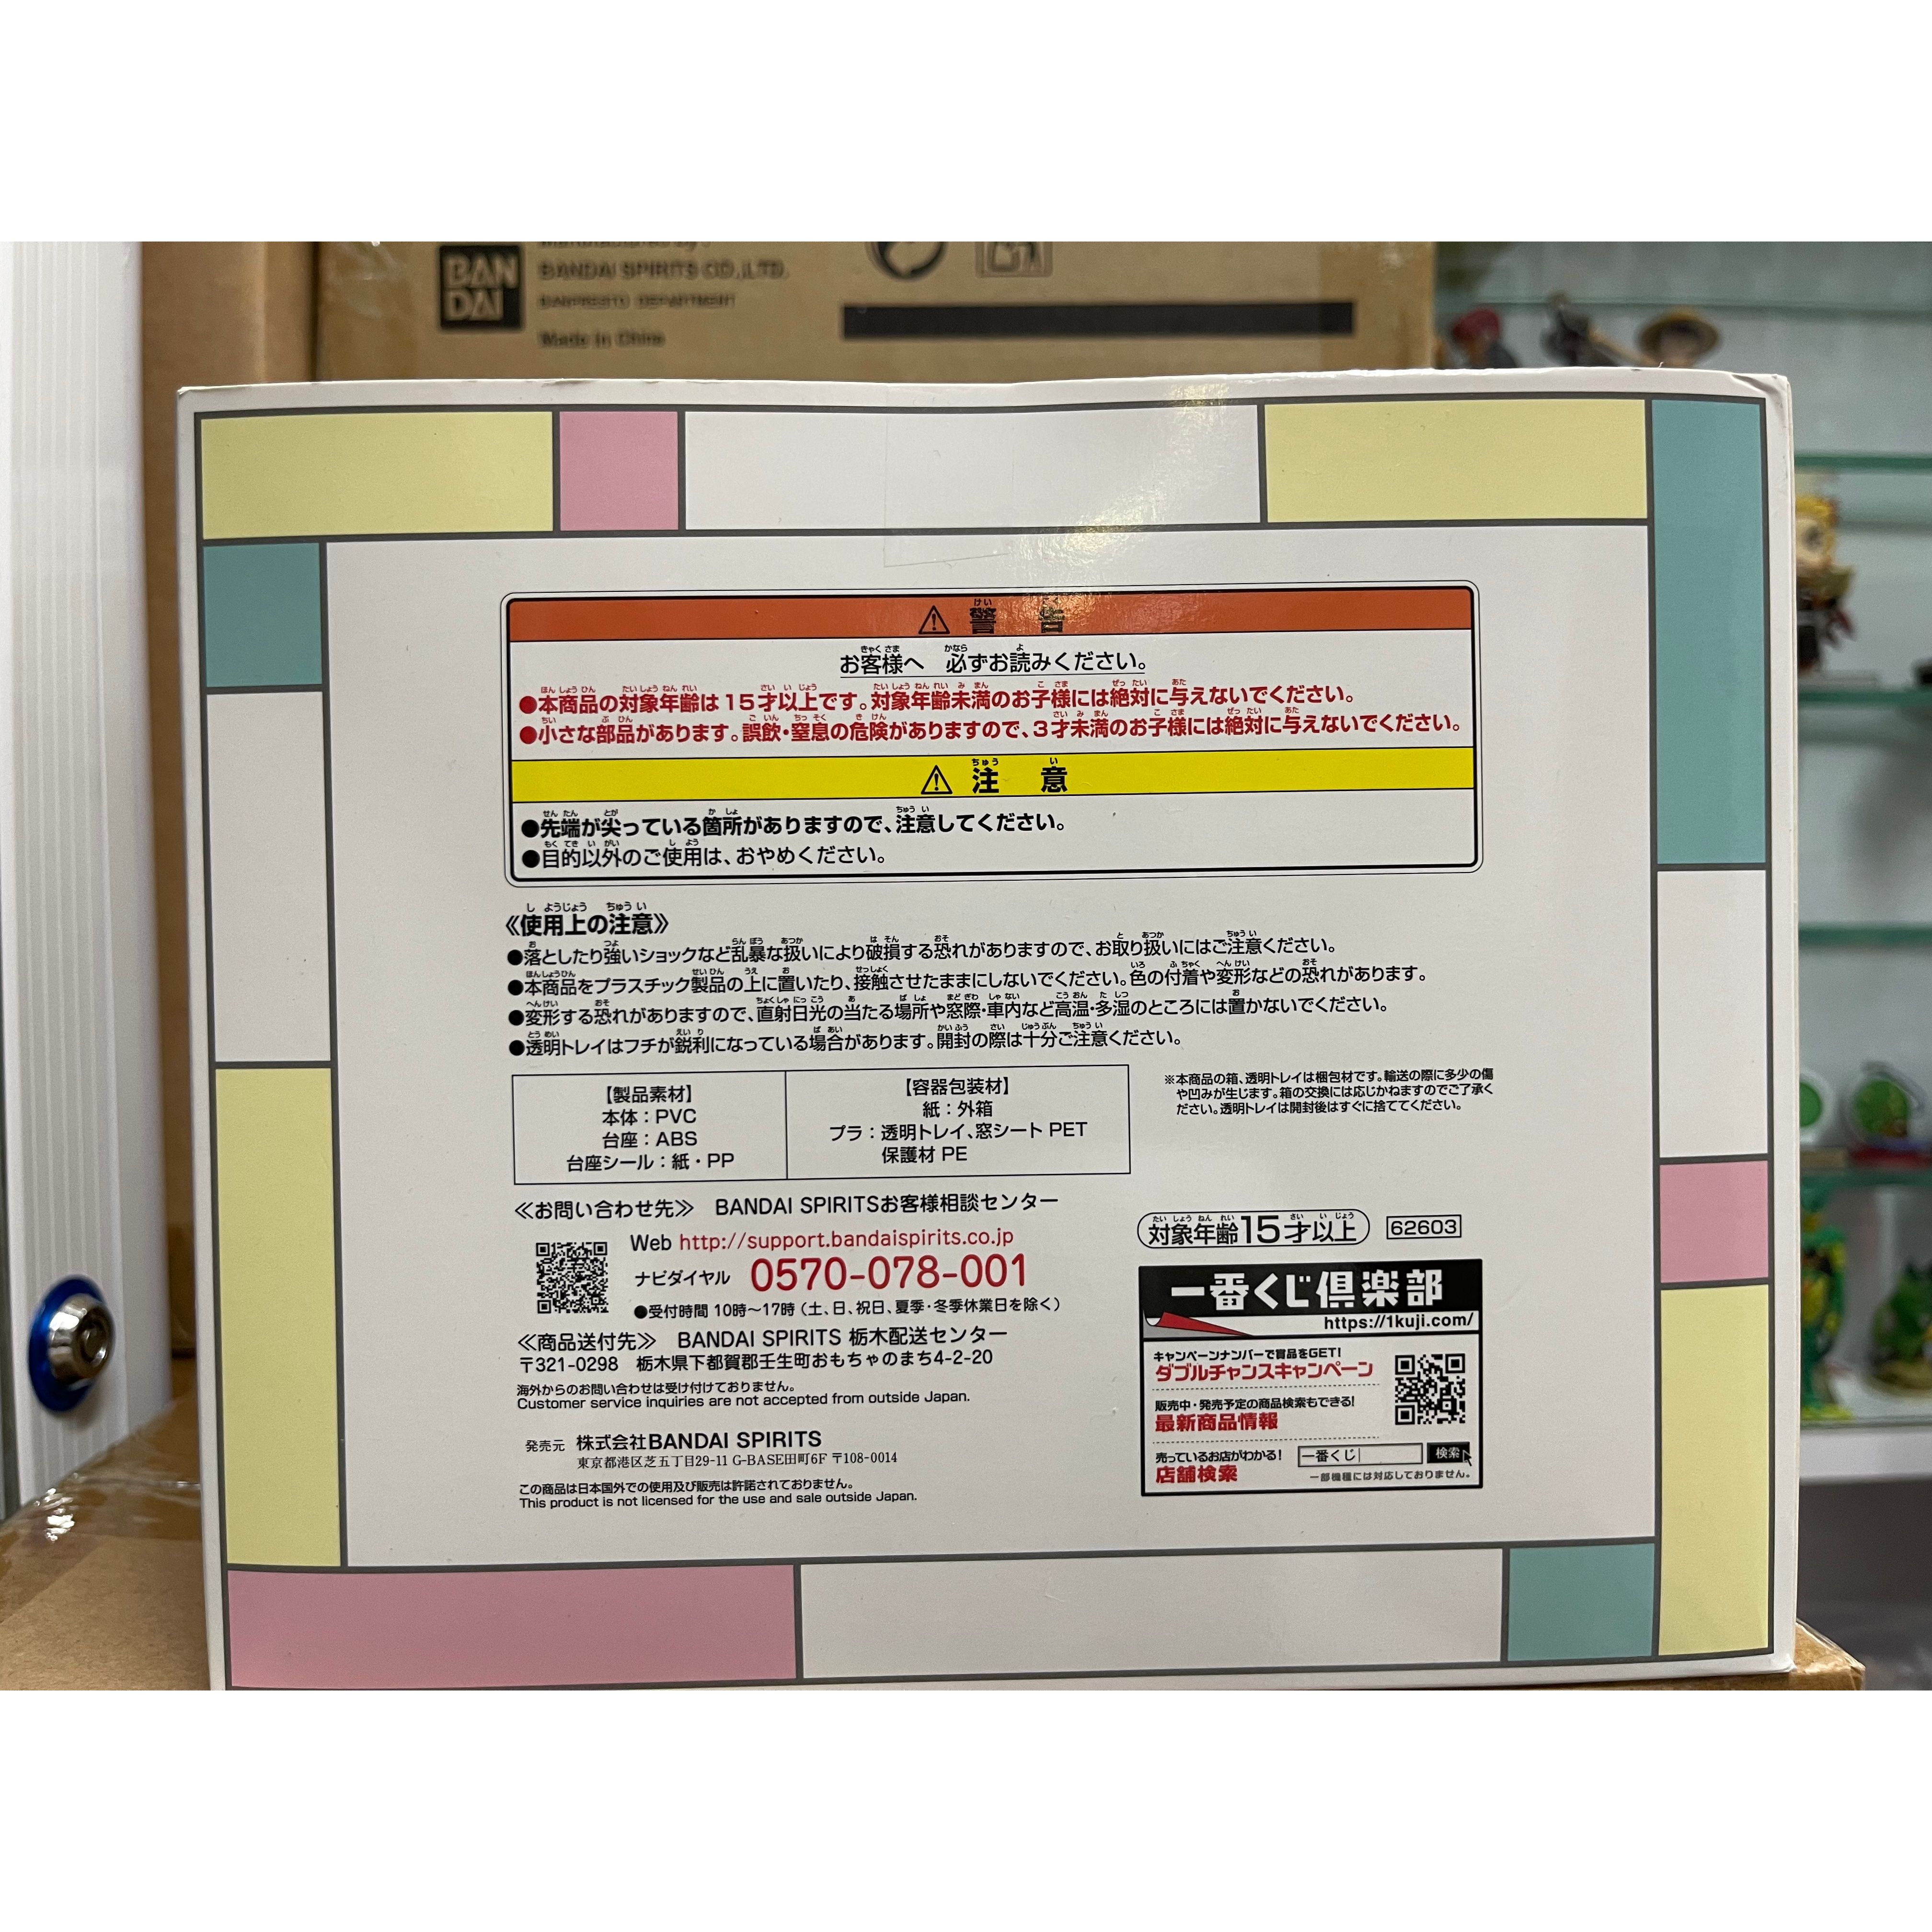 BAN
DAI
BANDAI SPIRITS CO.,LTD.
BANPRESTO DEPARTMENT
Made in China
⚠ 警告
お客様へ 必ずお読みください。
●本商品の対象年齢は15才以上です。対象年齢未満のお子様には絶対に与えないでください。
●小さな部品があります。誤飲・窒息の危険がありますので、3才未満のお子様には絶対に与えないでください。
⚠ 注意
●先端が尖っている箇所がありますので、注意してください。
●目的以外のご使用は、おやめください。
《使用上の注意》
●落としたり強いショックなど乱暴な扱いにより破損する恐れがありますので、お取り扱いにはご注意ください。
●本商品をプラスチック製品の上に置いたり、接触させたままにしないでください。色の付着や変形などの恐れがあります。
●変形する恐れがありますので、直射日光の当たる場所や窓際・車内など高温・多湿のところには置かないでください。
●透明トレイはフチが鋭利になっている場合があります。開封の際は十分ご注意ください。
【製品素材】
本体：PVC
台座：ABS
台座シール：紙・PP
【容器包装材】
紙：外箱
プラ：透明トレイ、窓シート PET
保護材 PE
※本商品の箱、透明トレイは梱包材です。輸送の際に多少の傷
や凹みが生じます。箱の交換には応じかねますのでご了承く
ださい。透明トレイは開封後はすぐに捨ててください。
≪お問い合わせ先≫ BANDAI SPIRITSお客様相談センター
Web http://support.bandaispirits.co.jp
ナビダイヤル 0570-078-001
●受付時間 10時～17時（土、日、祝日、夏季・冬季休業日を除く）
≪商品送付先≫ BANDAI SPIRITS 栃木配送センター
〒321-0298 栃木県下都賀郡壬生町おもちゃのまち4-2-20
海外からのお問い合わせは受け付けておりません。
Customer service inquiries are not accepted from outside Japan.
発売元 株式会社BANDAI SPIRITS
東京都港区芝五丁目29-11 G-BASE田町6F 〒108-0014
この商品は日本国外での使用及び販売は許諾されておりません。
This product is not licensed for the use and sale outside Japan.
対象年齢15才以上 62603
一番くじ倶楽部
https://1kuji.com/
キャンペーンナンバーで賞品をGET!
ダブルチャンスキャンペーン
販売中・発売予定の商品検索もできる!
最新商品情報
売っているお店がわかる!
店舗検索
一番くじ 検索
一部機種には対応しておりません。